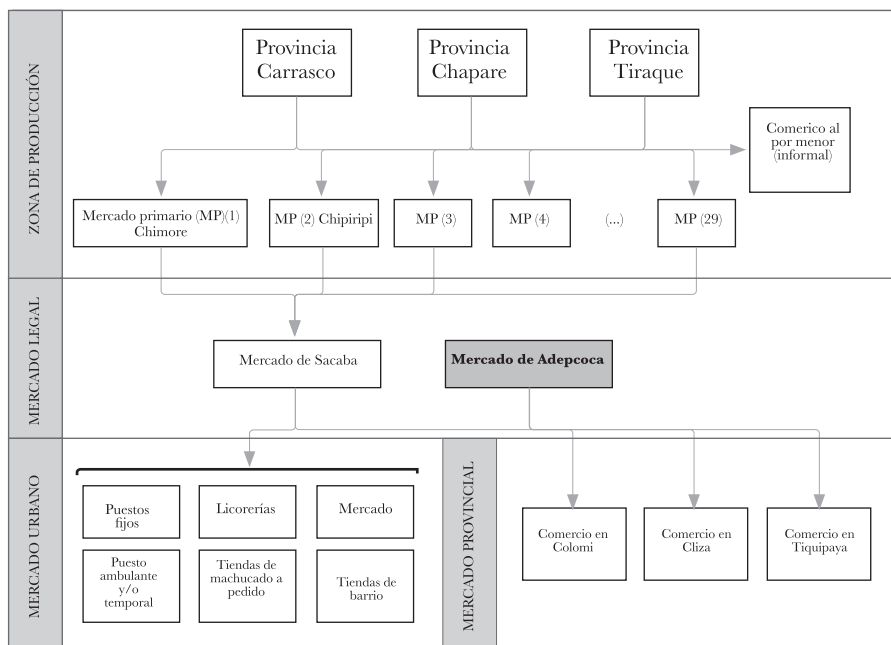 ZONA DE PRODUCCIÓN
Provincia
Carrasco
Provincia
Chapare
Provincia
Tiraque
Comerico al
por menor
(informal)
Mercado primario (MP)(1)
Chimore
MP (2) Chipiripi
MP (3)
MP (4)
(...)
MP (29)
MERCADO LEGAL
Mercado de Sacaba
Mercado de Adepcoca
MERCADO URBANO
Puestos
fijos
Licorerías
Mercado
Puesto
ambulante
y/o
temporal
Tiendas de
machucado a
pedido
Tiendas de
barrio
MERCADO PROVINCIAL
Comercio en
Colomi
Comercio en
Cliza
Comercio en
Tiquipaya